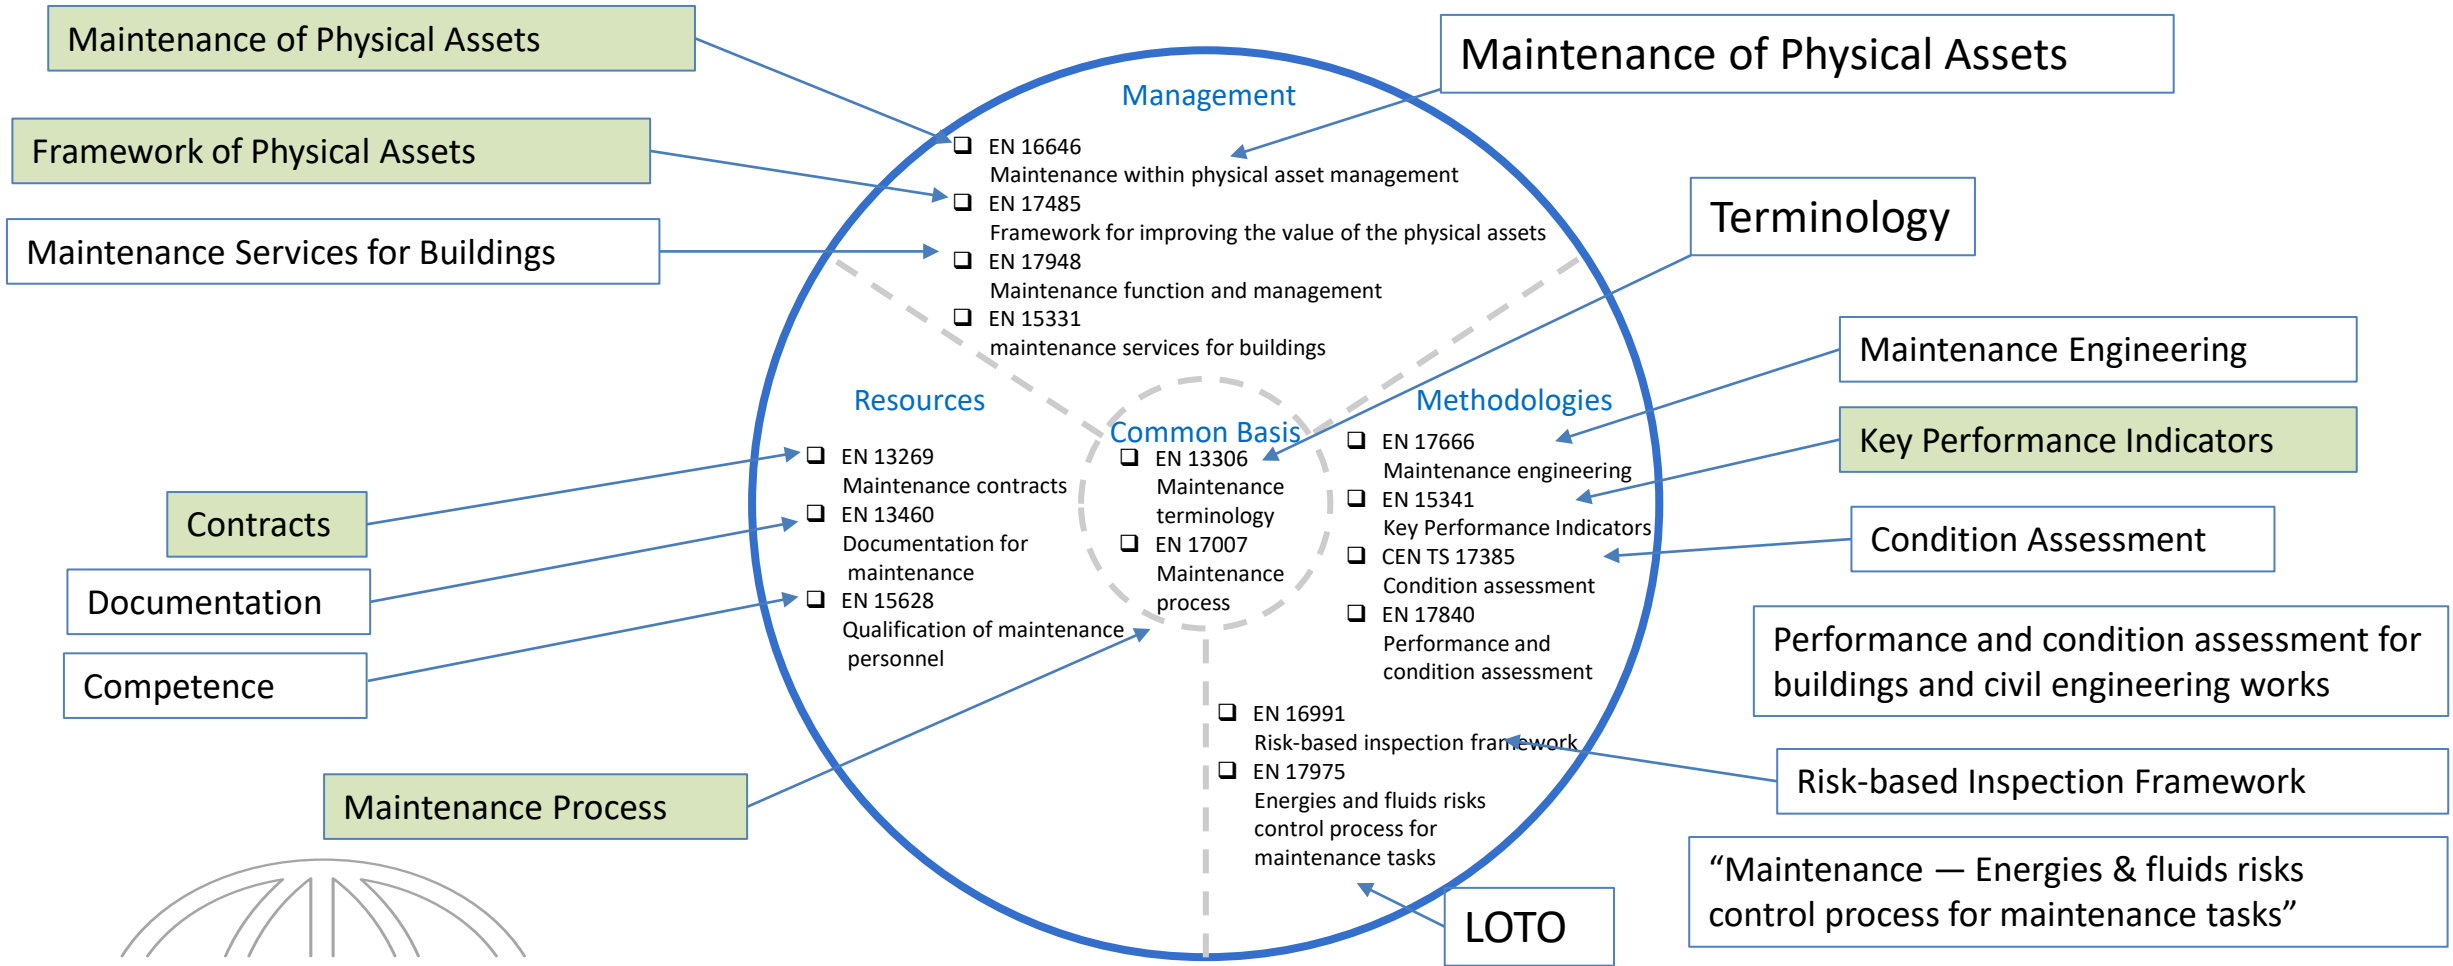 Maintenance of Physical Assets
Framework of Physical Assets
Maintenance Services for Buildings
Contracts
Documentation
Competence
Maintenance Process
Management
❑ EN 16646
Maintenance within physical asset management
❑ EN 17485
Framework for improving the value of the physical assets
❑ EN 17948
Maintenance function and management
❑ EN 15331
maintenance services for buildings
Resources
❑ EN 13269
Maintenance contracts
❑ EN 13460
Documentation for
maintenance
❑ EN 15628
Qualification of maintenance
personnel
Common Basis
❑ EN 13306
Maintenance
terminology
❑ EN 17007
Maintenance
process
Methodologies
❑ EN 17666
Maintenance engineering
❑ EN 15341
Key Performance Indicators
❑ CEN TS 17385
Condition assessment
❑ EN 17840
Performance and
condition assessment
❑ EN 16991
Risk-based inspection framework
❑ EN 17975
Energies and fluids risks
control process for
maintenance tasks
Maintenance of Physical Assets
Terminology
Maintenance Engineering
Key Performance Indicators
Condition Assessment
Performance and condition assessment for
buildings and civil engineering works
Risk-based Inspection Framework
“Maintenance — Energies & fluids risks
control process for maintenance tasks”
LOTO